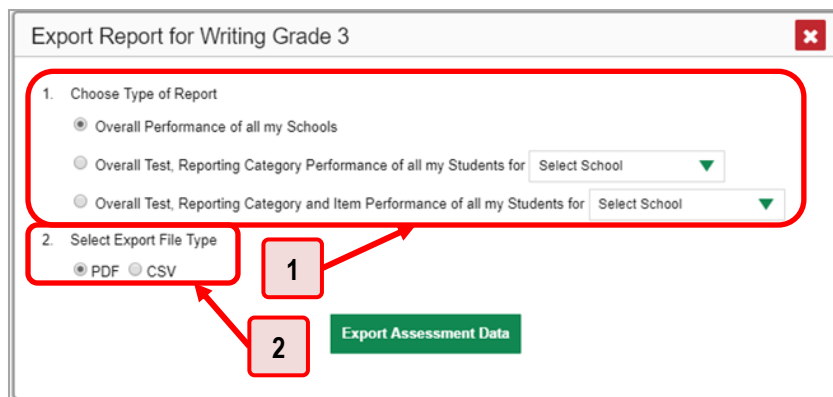 Export Report for Writing Grade 3
1. Choose Type of Report
Overall Performance of all my Schools
Overall Test, Reporting Category Performance of all my Students for Select School
Overall Test, Reporting Category and Item Performance of all my Students for Select School
2. Select Export File Type
PDF CSV
1
2
Export Assessment Data